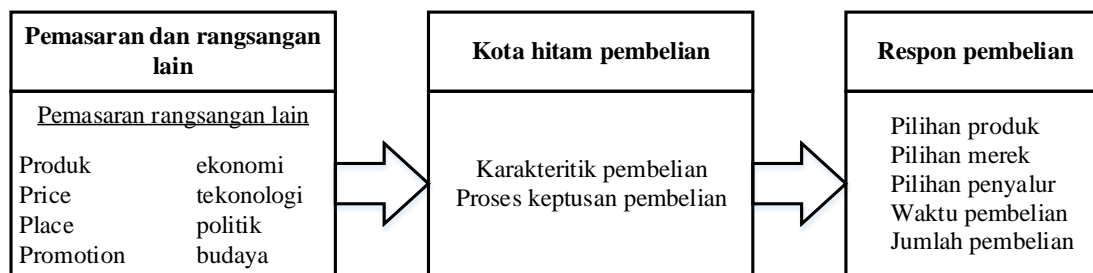 Pemasaran dan rangsangan
lain
Pemasaran rangsangan lain
Produk ekonomi
Price tekonologi
Place politik
Promotion budaya
Kota hitam pembelian
Karakteritik pembelian
Proses keptusan pembelian
Respon pembelian
Pilihan produk
Pilihan merek
Pilihan penyalur
Waktu pembelian
Jumlah pembelian